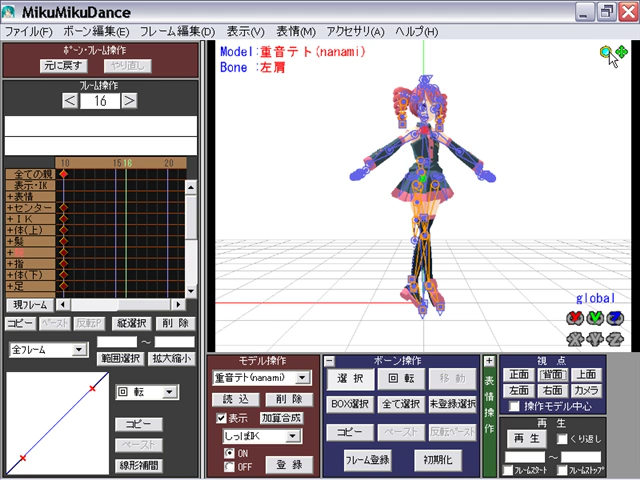 MikuMikuDance
ファイル(F) ボーン編集(E) フレーム編集(D) 表示(V) 表情(M) アクセサリ(A) ヘルプ(H)
ボーン・フレーム操作
元に戻す やり直し
フレーム操作
< 16 >
10 15 16 20
全ての親
表示・IK
+表情
+センター
+IK
+体(上)
+髪
+指
+体(下)
+足
現フレーム
コピー ペースト 反転P 縦選択 削 除
全フレーム ～ 範囲選択 拡大縮小
回 転
コピー
ペースト
線形補間
Model:重音テト(nanami)
Bone :左肩
global
X Y Z
X Y Z
モデル操作
重音テト(nanami)
読 込 削 除
表示 加算合成
しっぽIK
ON
OFF
登 録
- ボーン操作
選 択 回 転 移 動
BOX選択 全て選択 未登録選択
コピー ペースト 反転ペースト
フレーム登録 初期化
+
表情操作
視 点
正面 背面 上面
左面 右面 カメラ
操作モデル中心
再 生
再 生 くり返し
～
フレームスタート フレームストップ